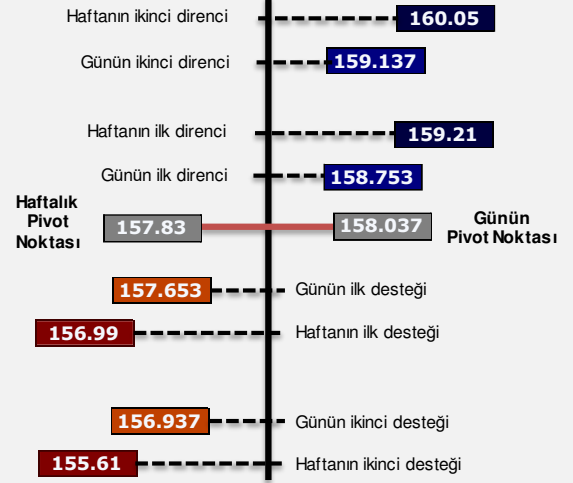 Haftanın ikinci direnci 160.05
Günün ikinci direnci 159.137
Haftanın ilk direnci 159.21
Günün ilk direnci 158.753
Haftalık
Pivot
Noktası
157.83
158.037
Günün
Pivot Noktası
157.653 Günün ilk desteği
156.99 Haftanın ilk desteği
156.937 Günün ikinci desteği
155.61 Haftanın ikinci desteği